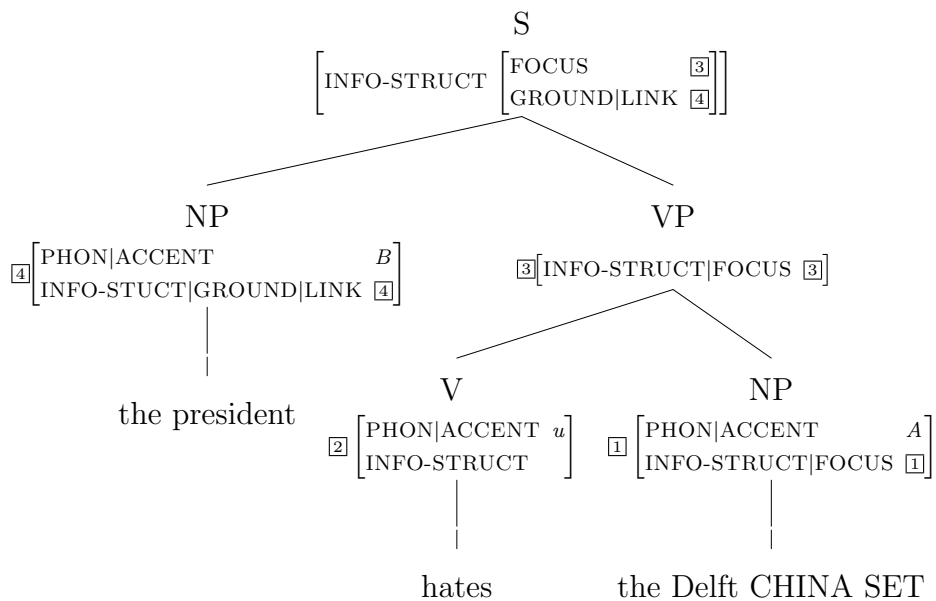 S
[INFO-STRUCT [FOCUS 3
GROUND|LINK 4]]
NP VP
4 [PHON|ACCENT B
INFO-STUCT|GROUND|LINK 4]
3 [INFO-STRUCT|FOCUS 3]
the president
V NP
2 [PHON|ACCENT u
INFO-STRUCT]
1 [PHON|ACCENT A
INFO-STRUCT|FOCUS 1]
hates the Delft CHINA SET